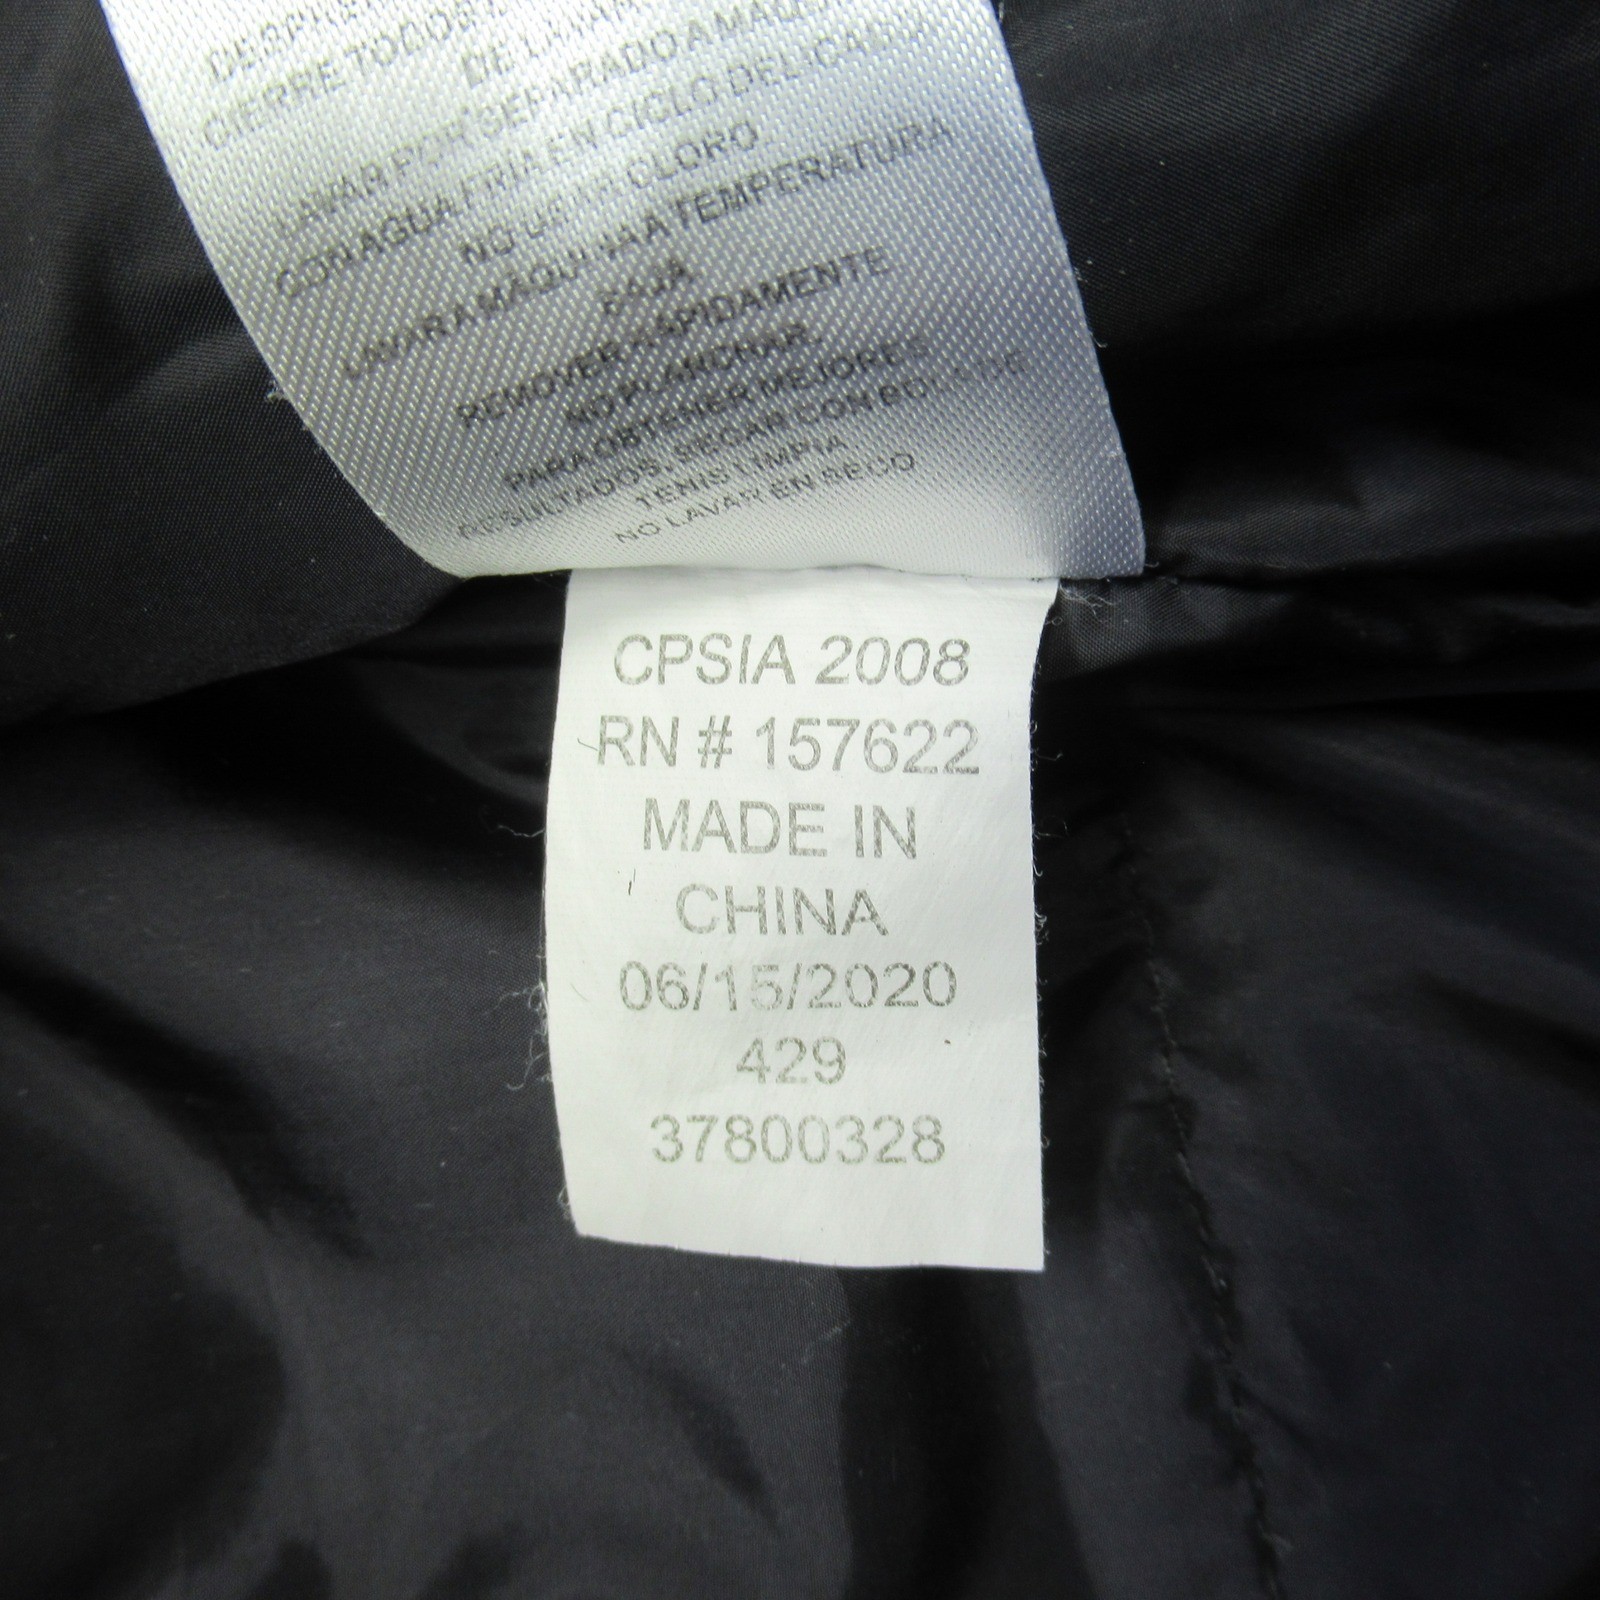 CIERRE TODOS
DE LAVAR
LAVAR POR SEPARADO A MAQUINA
CON AGUA FRIA EN CICLO DELICADO
NO USAR CLORO
LAVAR A MAQUINA A TEMPERATURA
BAJA
REMOVER RAPIDAMENTE
NO PLANCHAR
PARA OBTENER MEJORES
RESULTADOS, SECAR CON BOLAS DE
TENIS LIMPIA
NO LAVAR EN SECO
CPSIA 2008
RN # 157622
MADE IN
CHINA
06/15/2020
429
37800328